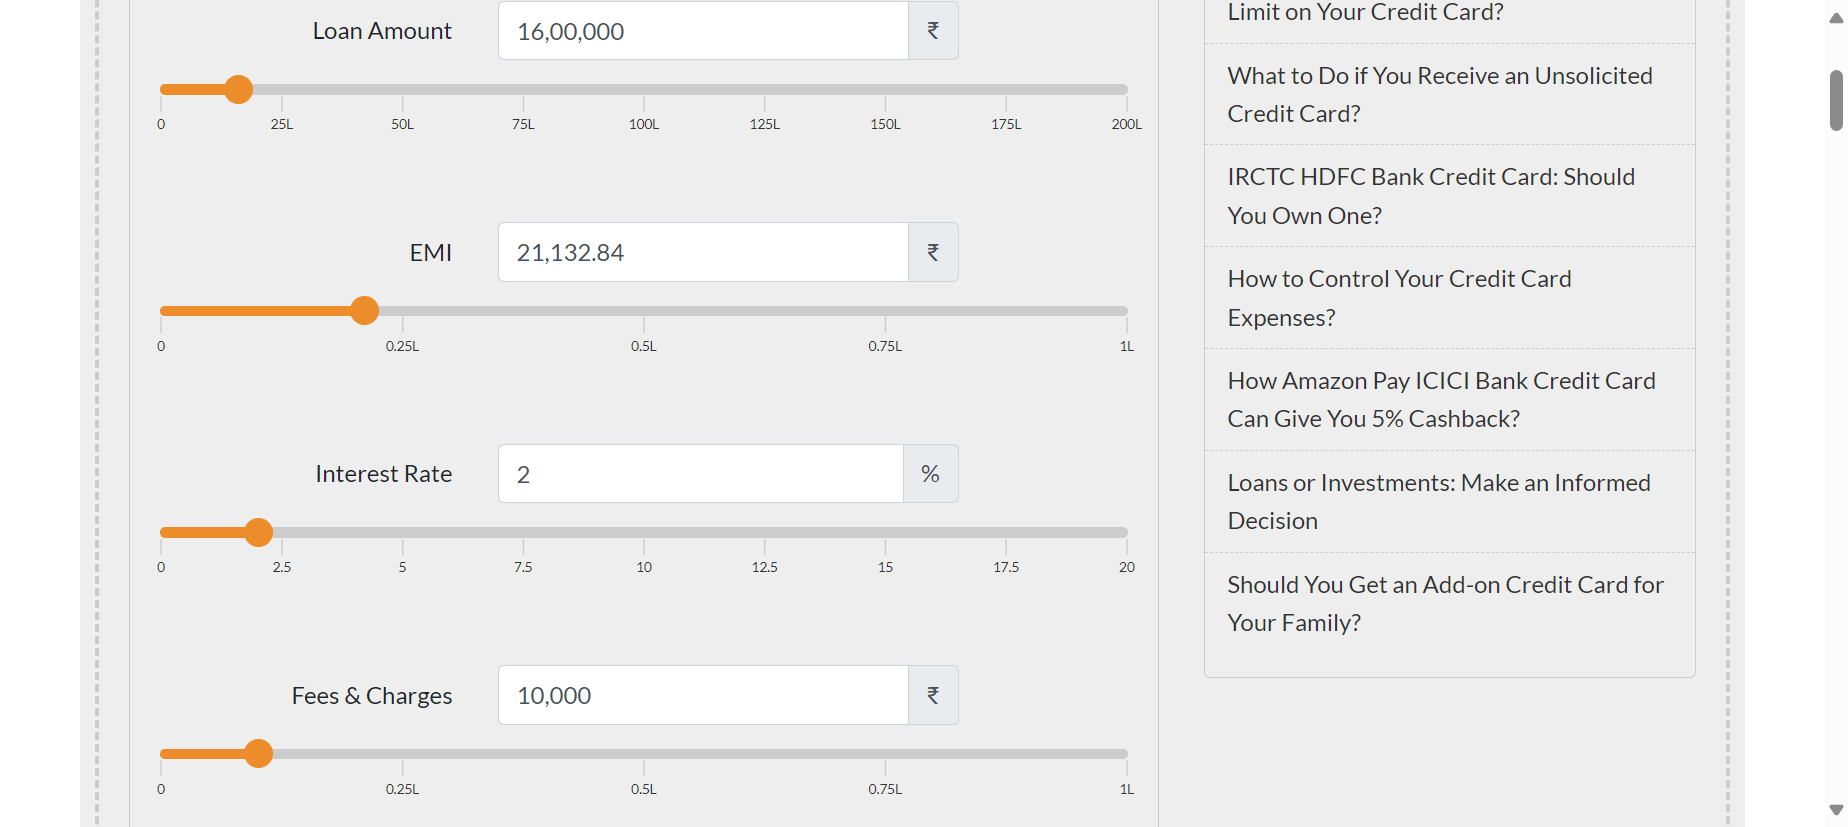 Loan Amount
16,00,000
₹
0 25L 50L 75L 100L 125L 150L 175L 200L
EMI
21,132.84
₹
0 0.25L 0.5L 0.75L 1L
Interest Rate
2
%
0 2.5 5 7.5 10 12.5 15 17.5 20
Fees & Charges
10,000
₹
0 0.25L 0.5L 0.75L 1L
Limit on Your Credit Card?
What to Do if You Receive an Unsolicited
Credit Card?
IRCTC HDFC Bank Credit Card: Should
You Own One?
How to Control Your Credit Card
Expenses?
How Amazon Pay ICICI Bank Credit Card
Can Give You 5% Cashback?
Loans or Investments: Make an Informed
Decision
Should You Get an Add-on Credit Card for
Your Family?